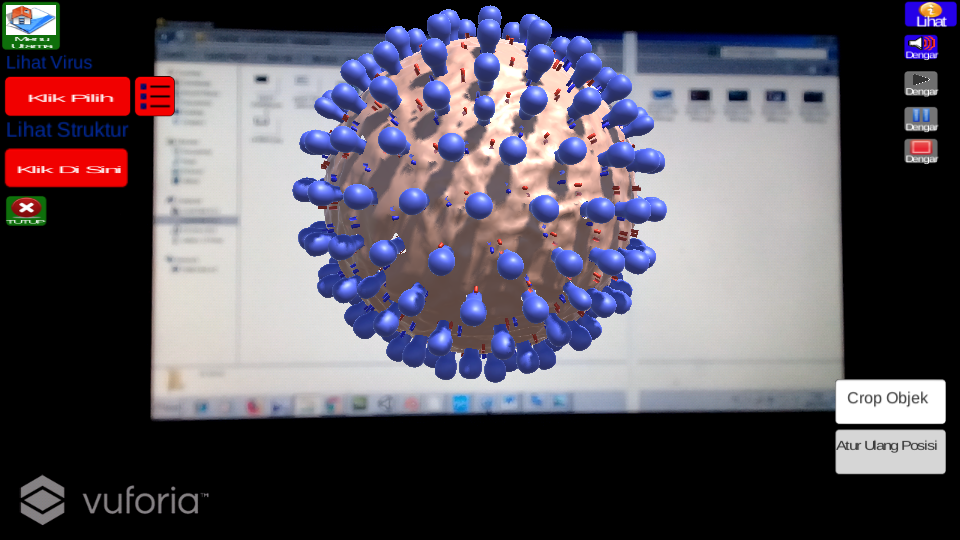 Menu
Utama
Lihat Virus
Klik Pilih
Lihat Struktur
Klik Di Sini
TUTUP
Lihat
Dengar
Dengar
Dengar
Dengar
Crop Objek
Atur Ulang Posisi
vuforia™